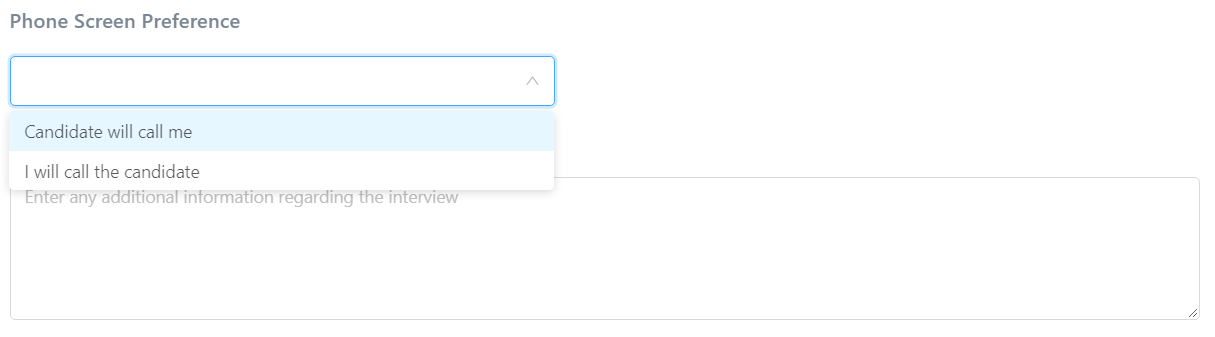 Phone Screen Preference
Candidate will call me
I will call the candidate
Enter any additional information regarding the interview